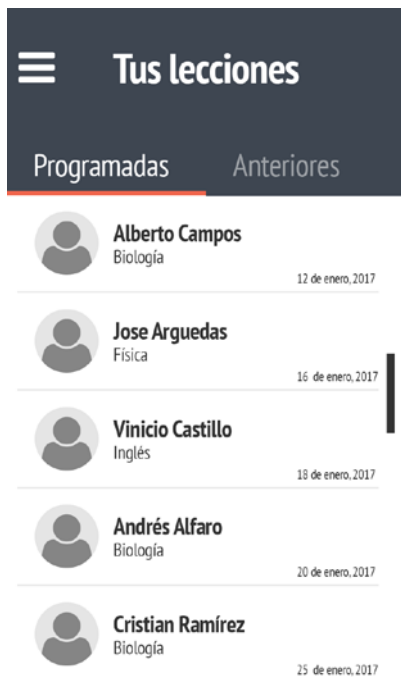 Tus lecciones
Programadas
Anteriores
Alberto Campos
Biología
12 de enero, 2017
Jose Arguedas
Física
16 de enero, 2017
Vinicio Castillo
Inglés
18 de enero, 2017
Andrés Alfaro
Biología
20 de enero, 2017
Cristian Ramírez
Biología
25 de enero, 2017